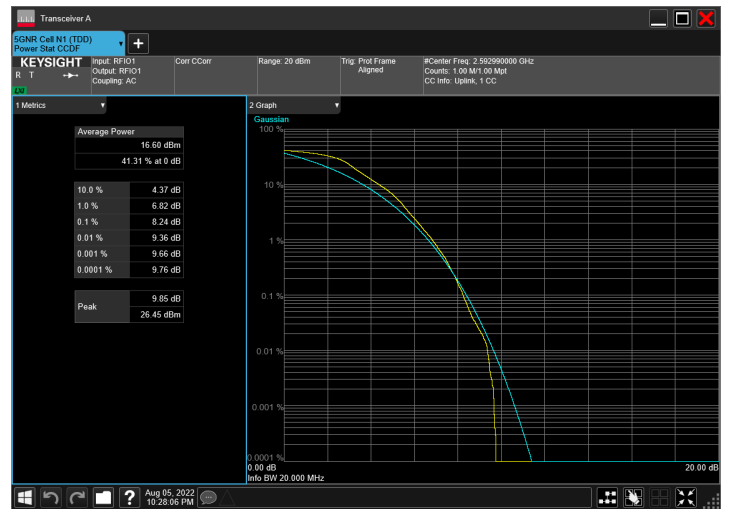 Transceiver A
5GNR Cell N1 (TDD)
Power Stat CCDF
KEYSIGHT
R T
LXI
Input: RFIO1
Output: RFIO1
Coupling: AC
Corr CCorr
Range: 20 dBm
Trig: Prot Frame
Aligned
#Center Freq: 2.592990000 GHz
Counts: 1.00 M/1.00 Mpt
CC Info: Uplink, 1 CC
1 Metrics
Average Power
16.60 dBm
41.31 % at 0 dB
10.0 % 4.37 dB
1.0 % 6.82 dB
0.1 % 8.24 dB
0.01 % 9.36 dB
0.001 % 9.66 dB
0.0001 % 9.76 dB
Peak
9.85 dB
26.45 dBm
2 Graph
Gaussian
100 %
10 %
1 %
0.1 %
0.01 %
0.001 %
0.0001 %
0.00 dB
20.00 dB
Info BW 20.000 MHz
?
Aug 05, 2022
10:28:06 PM